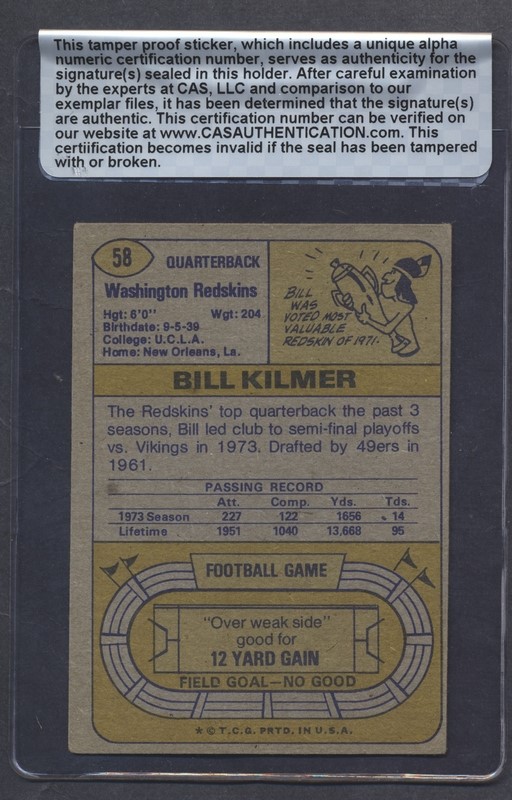 This tamper proof sticker, which includes a unique alpha
numeric certification number, serves as authenticity for the
signature(s) sealed in this holder. After careful examination
by the experts at CAS, LLC and comparison to our
exemplar files, it has been determined that the signature(s)
are authentic. This certification number can be verified on
our website at www.CASAUTHENTICATION.com. This
certiification becomes invalid if the seal has been tampered
with or broken.
58
QUARTERBACK
Washington Redskins
Hgt: 6'0'' Wgt: 204
Birthdate: 9-5-39
College: U.C.L.A.
Home: New Orleans, La.
BILL
WAS
VOTED MOST
VALUABLE
REDSKIN OF 1971.
BILL KILMER
The Redskins' top quarterback the past 3
seasons, Bill led club to semi-final playoffs
vs. Vikings in 1973. Drafted by 49ers in
1961.
PASSING RECORD
Att. Comp. Yds. Tds.
1973 Season 227 122 1656 14
Lifetime 1951 1040 13,668 95
FOOTBALL GAME
"Over weak side"
good for
12 YARD GAIN
FIELD GOAL—NO GOOD
* © T.C.G. PRTD. IN U.S.A.